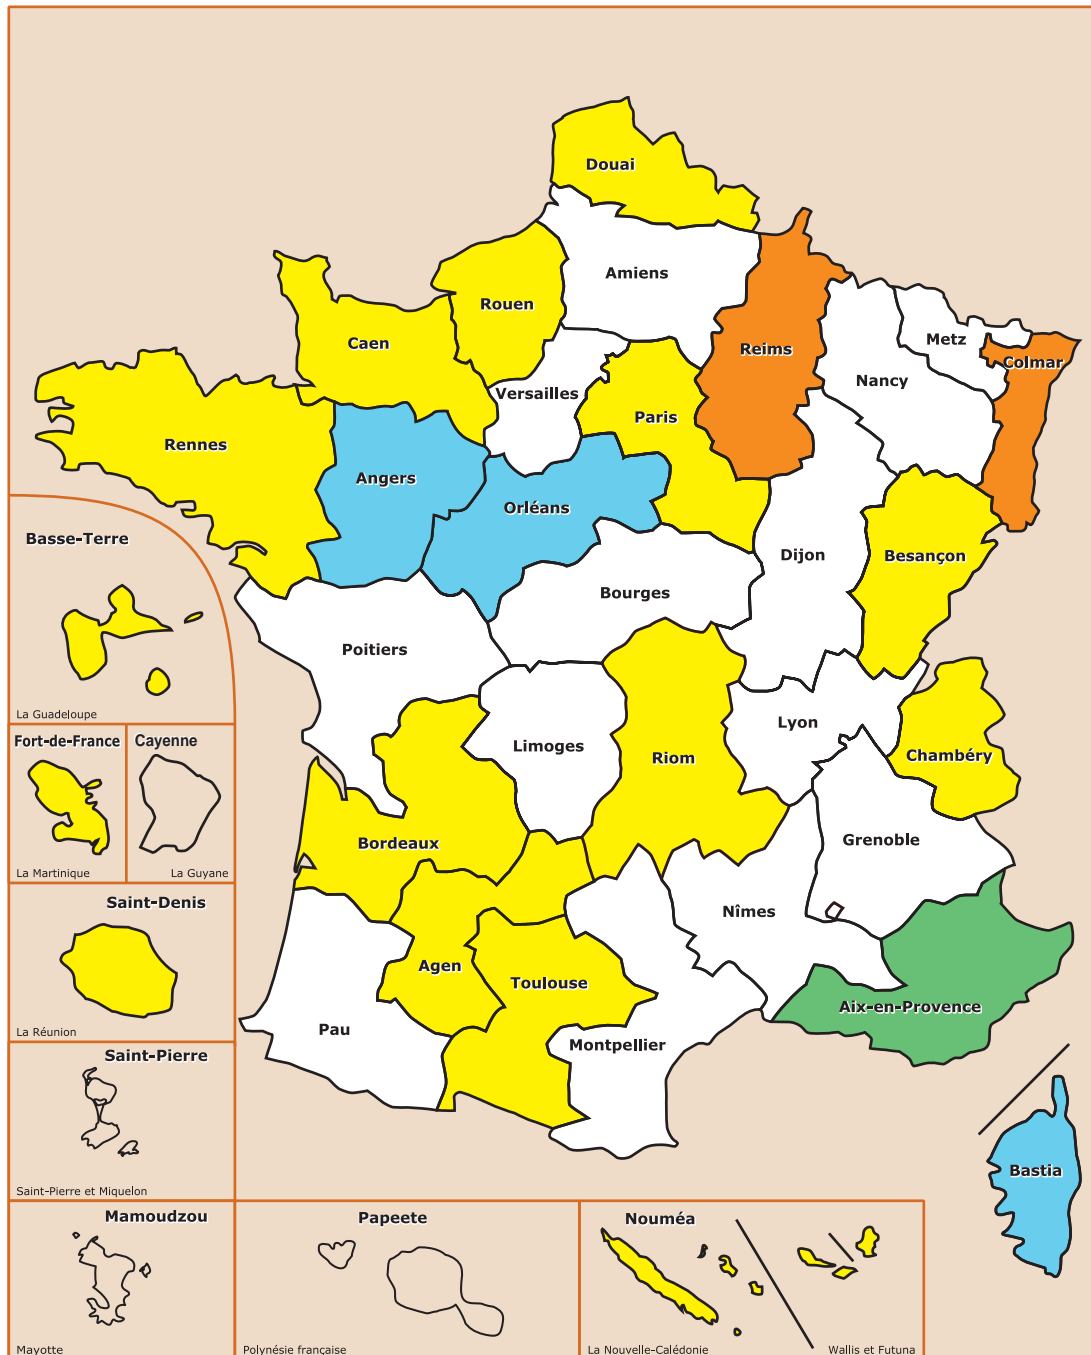 Douai
Amiens
Rouen
Caen
Reims
Metz
Colmar
Nancy
Versailles
Paris
Rennes
Angers
Orléans
Basse-Terre
Dijon
Besançon
Bourges
Poitiers
La Guadeloupe
Lyon
Fort-de-France
Cayenne
Limoges
Riom
Chambéry
Bordeaux
Grenoble
La Martinique
La Guyane
Saint-Denis
Nîmes
Agen
Toulouse
Aix-en-Provence
La Réunion
Pau
Montpellier
Saint-Pierre
Bastia
Saint-Pierre et Miquelon
Mamoudzou
Papeete
Nouméa
Mayotte
Polynésie française
La Nouvelle-Calédonie
Wallis et Futuna